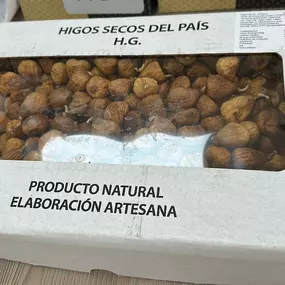 HIGOS SECOS DEL PAÍS
H.G.
PRODUCTO NATURAL
ELABORACIÓN ARTESANA